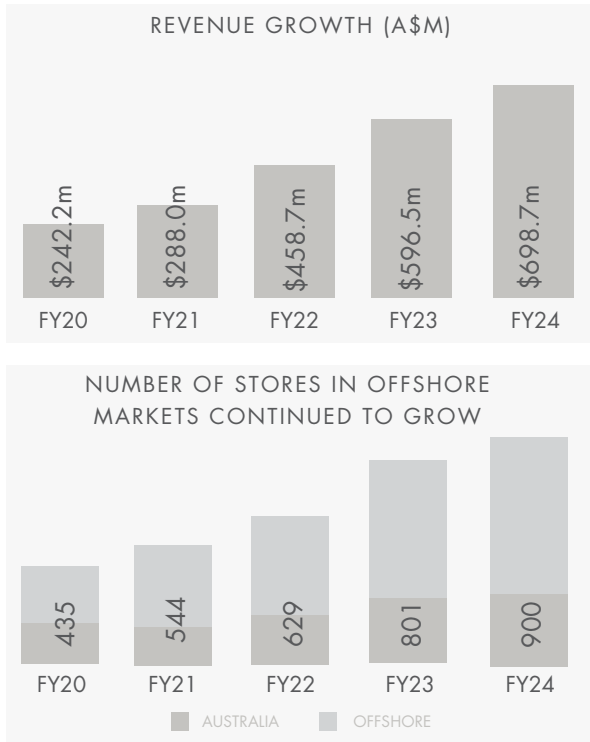 REVENUE GROWTH (A$M)
$242.2m
$288.0m
$458.7m
$596.5m
$698.7m
FY20
FY21
FY22
FY23
FY24
NUMBER OF STORES IN OFFSHORE
MARKETS CONTINUED TO GROW
435
544
629
801
900
FY20
FY21
FY22
FY23
FY24
AUSTRALIA
OFFSHORE